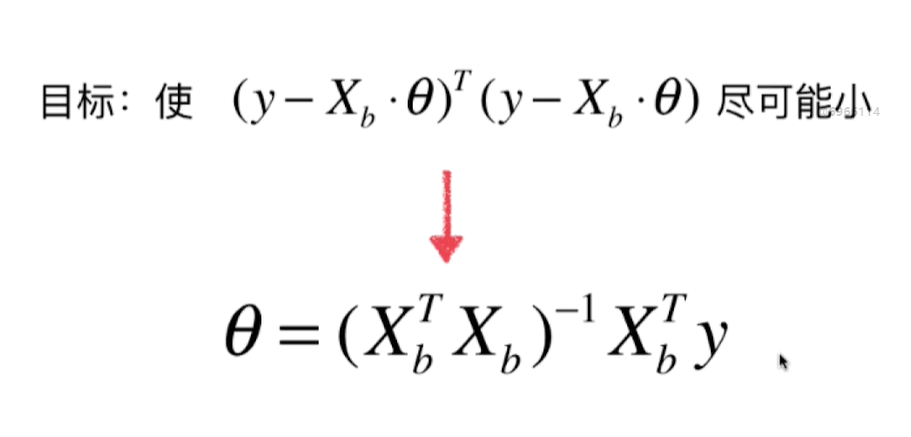 目标：使 (y − X_b · θ)^T (y − X_b · θ) 尽可能小
θ = (X_b^T X_b)^{-1} X_b^T y